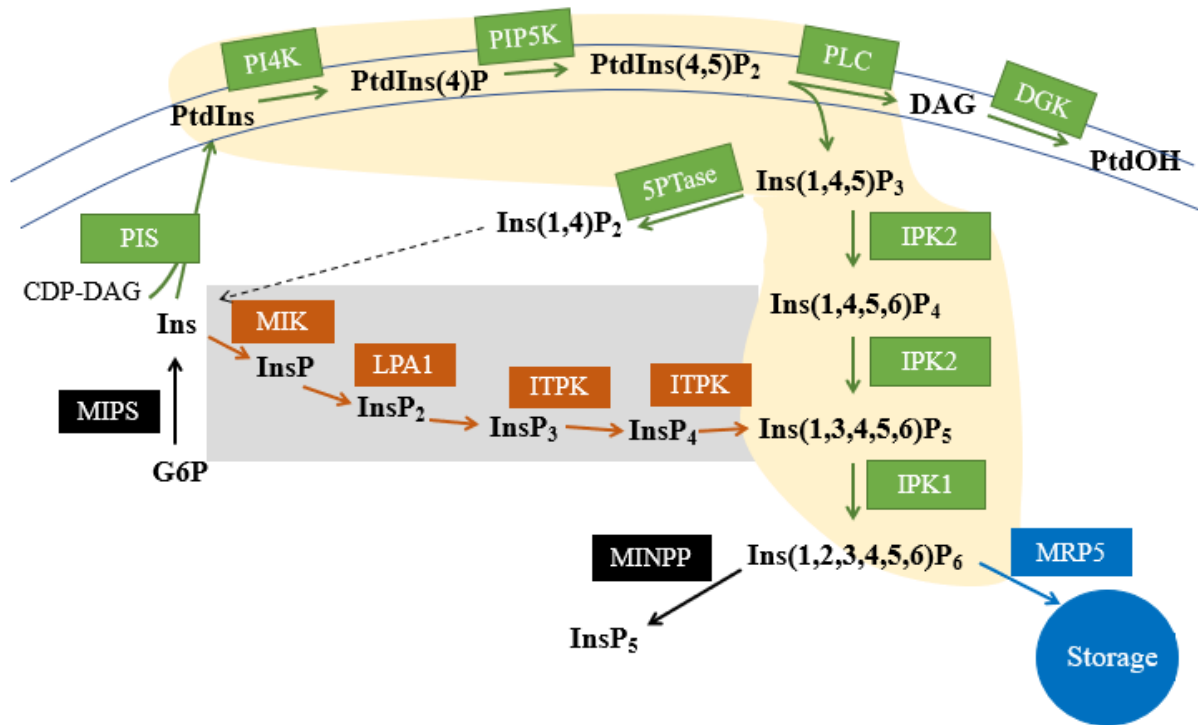 PI4K
PIP5K
PLC
DGK
PtdIns
PtdIns(4)P
PtdIns(4,5)P₂
DAG
PtdOH
5PTase
Ins(1,4,5)P₃
Ins(1,4)P₂
PIS
IPK2
CDP-DAG
Ins
MIK
Ins(1,4,5,6)P₄
InsP
LPA1
IPK2
MIPS
InsP₂
ITPK
ITPK
InsP₃
InsP₄
Ins(1,3,4,5,6)P₅
G6P
IPK1
MINPP
Ins(1,2,3,4,5,6)P₆
MRP5
InsP₅
Storage